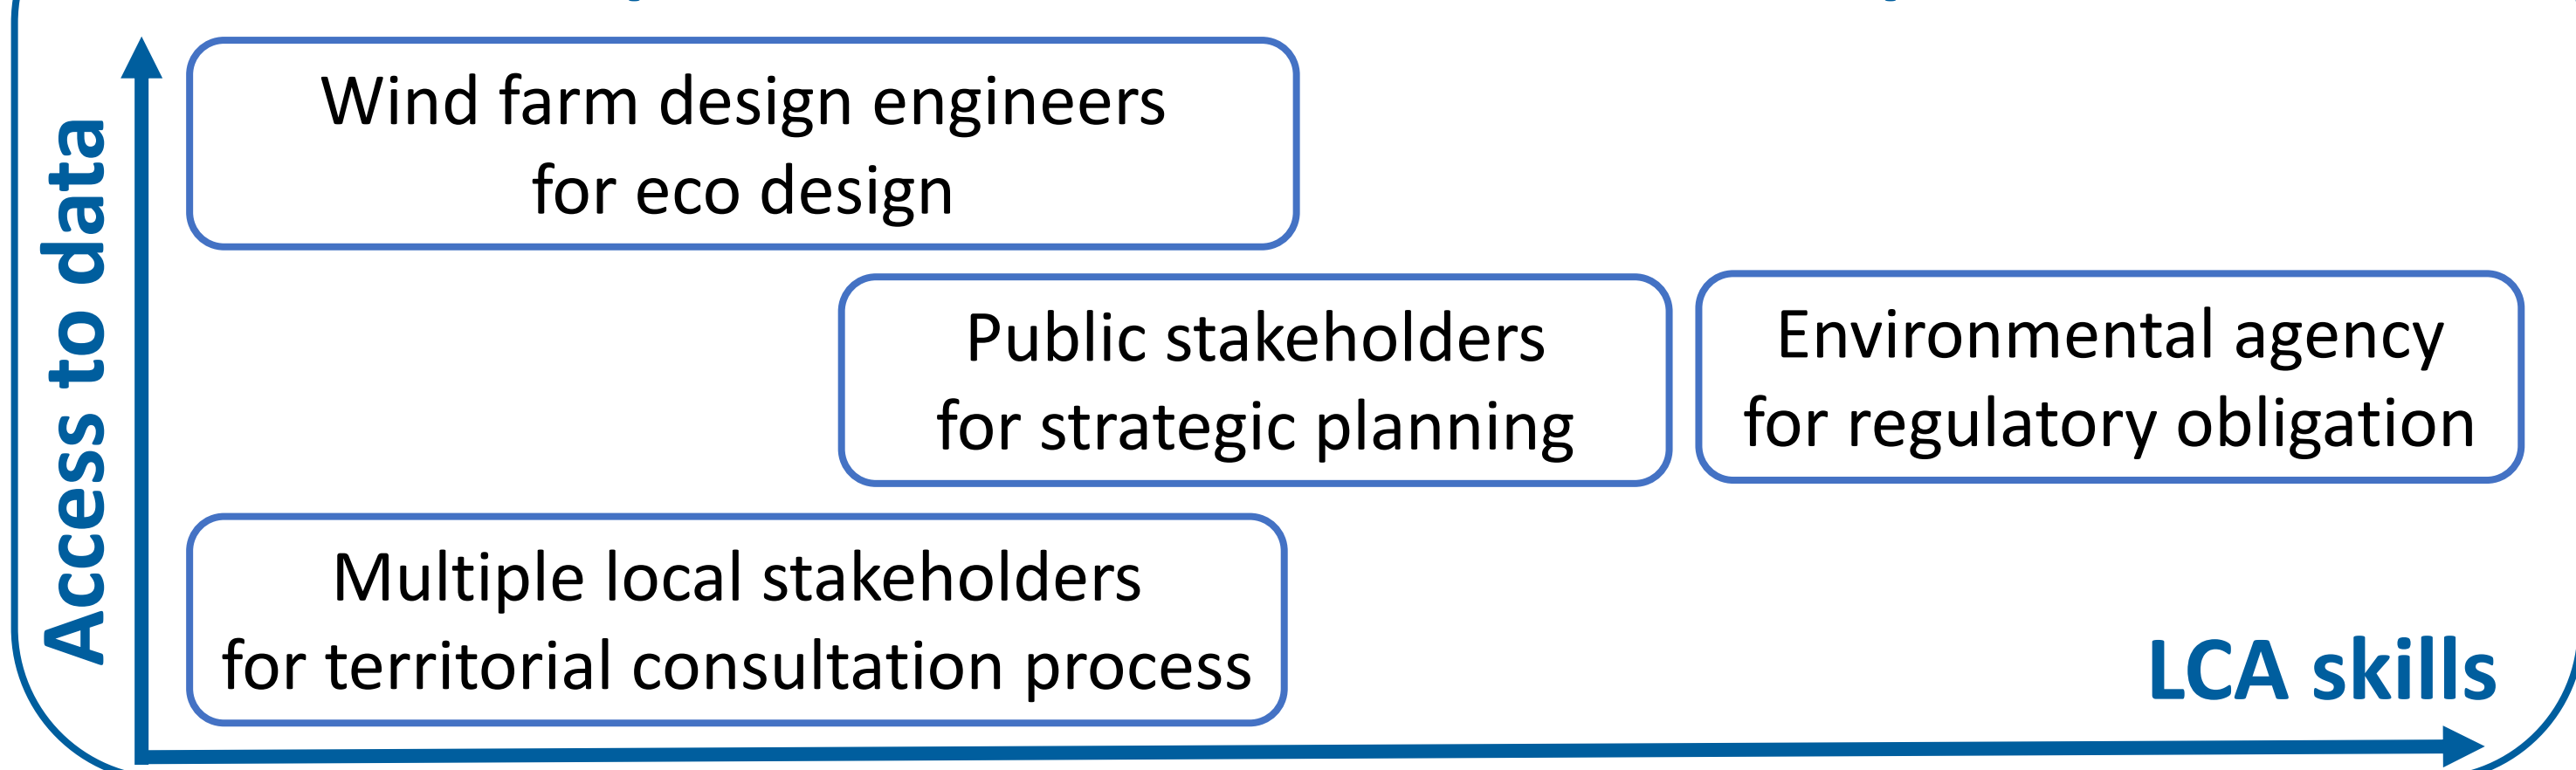 Access to data
Wind farm design engineers
for eco design
Public stakeholders
for strategic planning
Environmental agency
for regulatory obligation
Multiple local stakeholders
for territorial consultation process
LCA skills